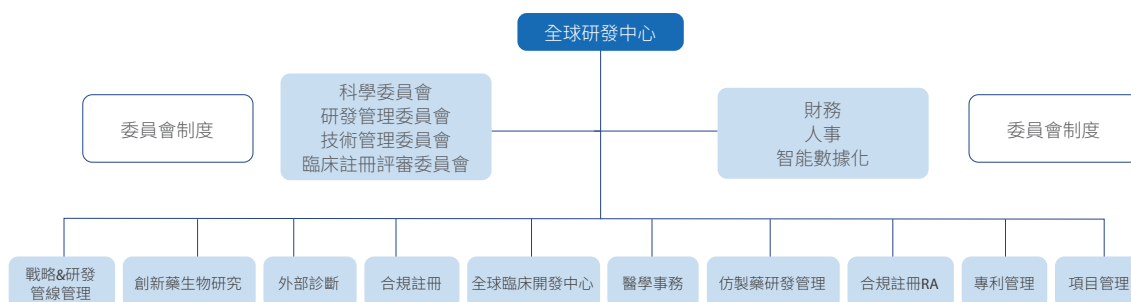 全球研發中心
委員會制度
科學委員會
研發管理委員會
技術管理委員會
臨床註冊評審委員會
財務
人事
智能數據化
委員會制度
戰略&研發
管線管理
創新藥生物研究
外部診斷
合規註冊
全球臨床開發中心
醫學事務
仿製藥研發管理
合規註冊RA
專利管理
項目管理